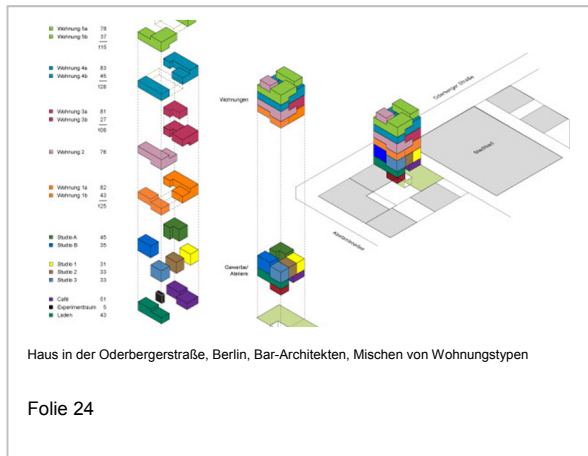 Wohnung 5a 78
Wohnung 5b 37
115
Wohnung 4a 83
Wohnung 4b 45
128
Wohnung 3a 81
Wohnung 3b 27
108
Wohnung 2 76
Wohnung 1a 82
Wohnung 1b 43
125
Studio A 45
Studio B 35
Studio 1 31
Studio 2 33
Studio 3 33
Café 51
Experimentraum 5
Laden 43
Wohnungen
Gewerbe/
Ateliers
Oderberger Straße
Stadtbad
Haus in der Oderbergerstraße, Berlin, Bar-Architekten, Mischen von Wohnungstypen
Folie 24